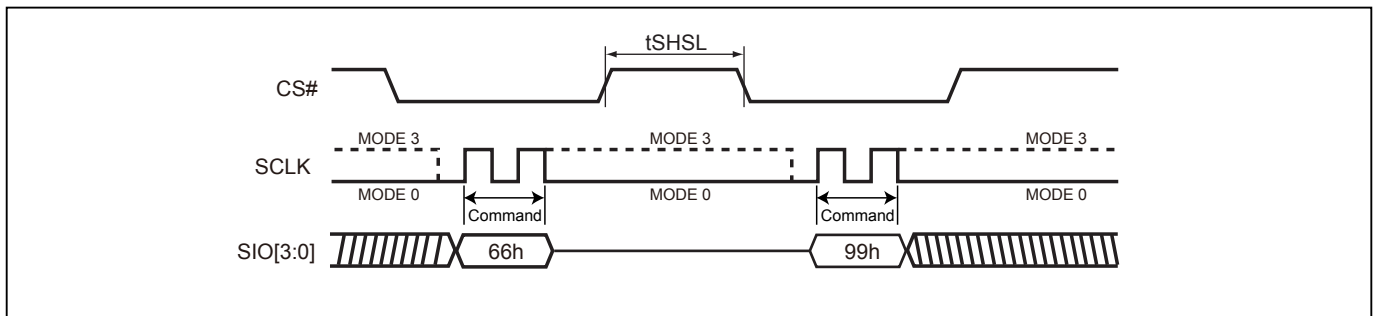 tSHSL
CS#
MODE 3 MODE 3 MODE 3
SCLK
MODE 0 MODE 0 MODE 0
Command Command
SIO[3:0] 66h 99h